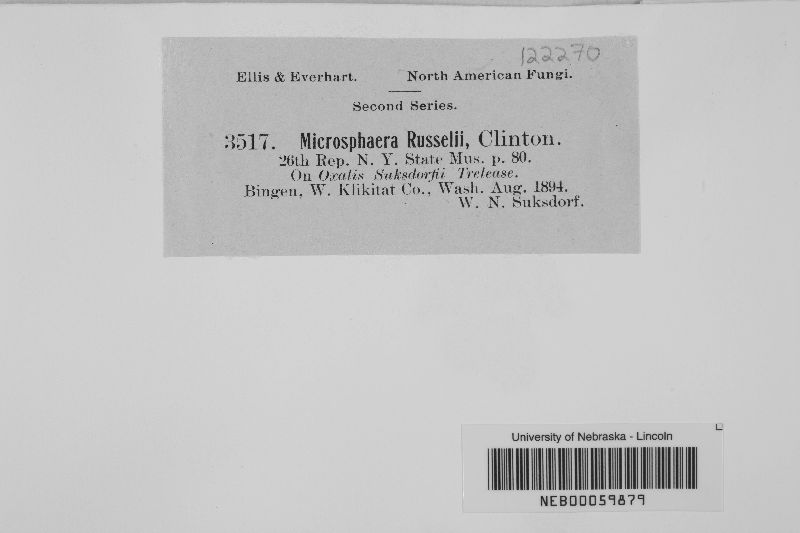 122270
Ellis & Everhart. North American Fungi.
Second Series.
3517. Microsphaera Russelii, Clinton.
26th Rep. N. Y. State Mus. p. 80.
On Oxalis Suksdorfii Trelease.
Bingen, W. Klikitat Co., Wash. Aug. 1894.
W. N. Suksdorf.
University of Nebraska - Lincoln
NEB00059879